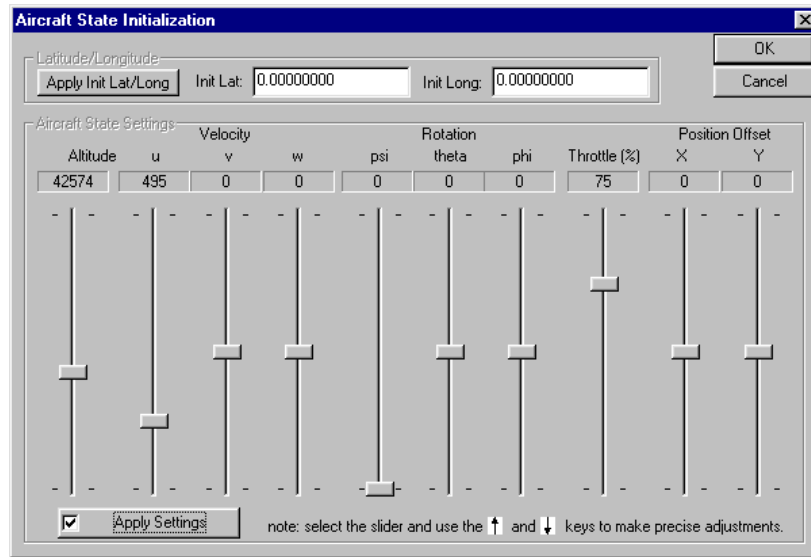 Aircraft State Initialization
OK
Latitude/Longitude
Apply Init Lat/Long Init Lat: 0.00000000 Init Long: 0.00000000
Cancel
Aircraft State Settings
Velocity Rotation Position Offset
Altitude u v w psi theta phi Throttle (%) X Y
42574 495 0 0 0 0 0 75 0 0
Apply Settings note: select the slider and use the ↑ and ↓ keys to make precise adjustments.